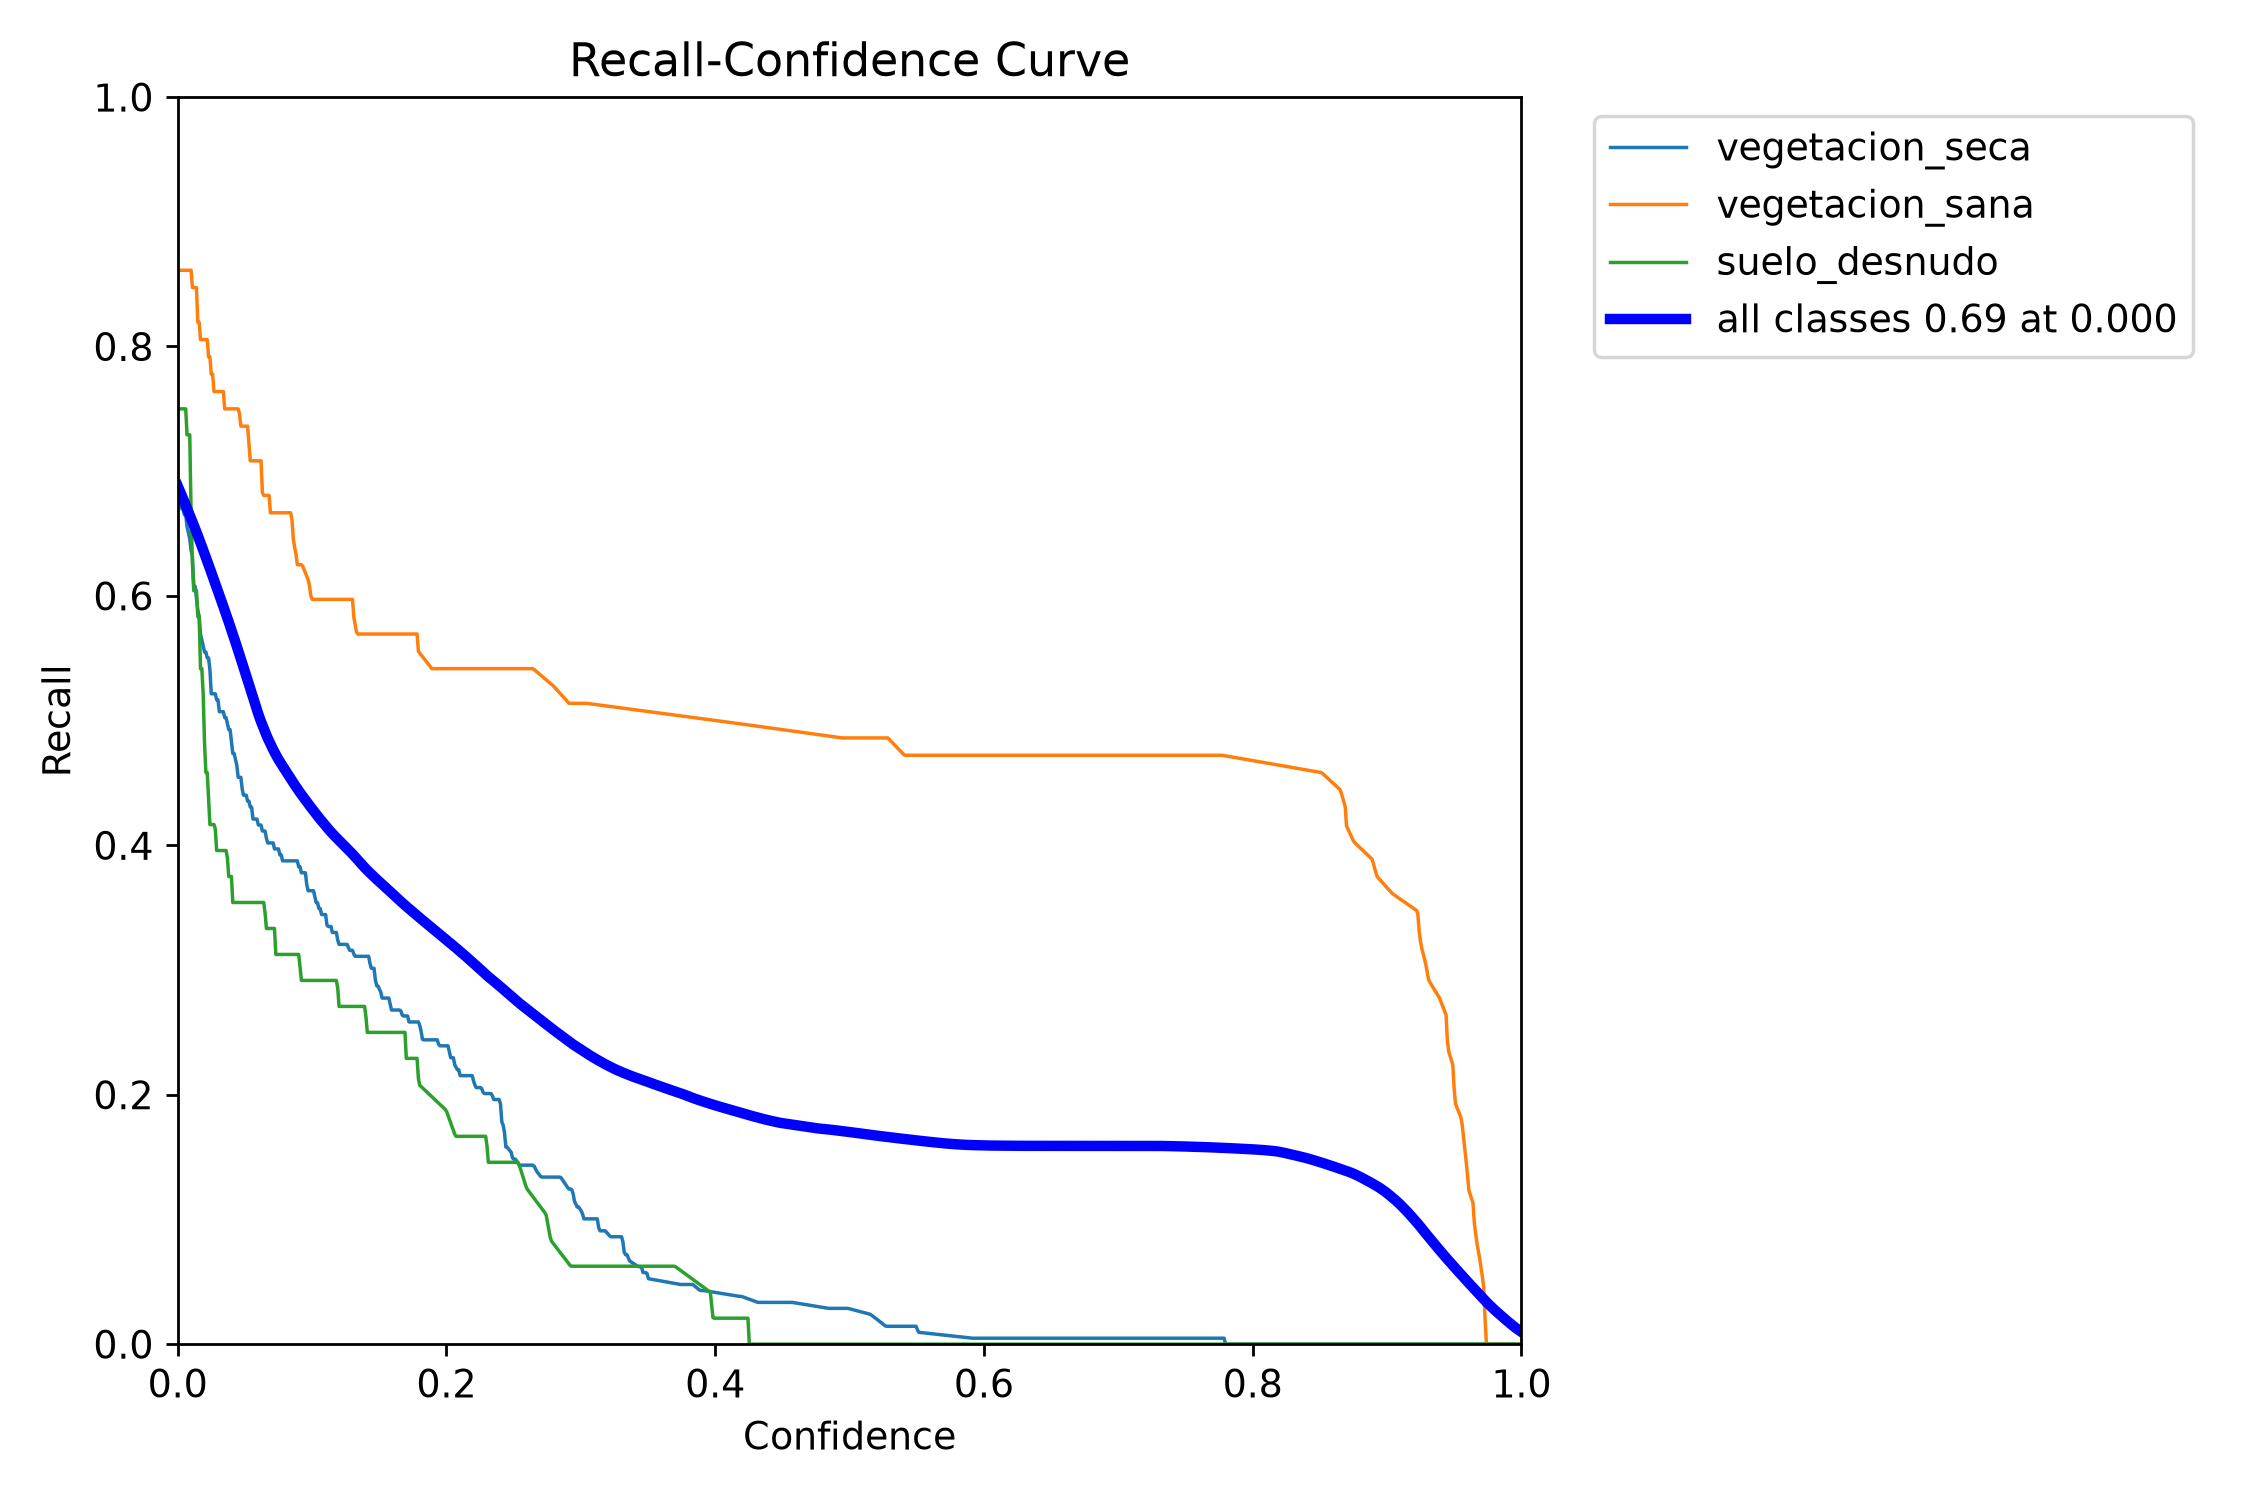 Recall-Confidence Curve
1.0
0.8
0.6
0.4
0.2
0.0
Recall
0.0 0.2 0.4 0.6 0.8 1.0
Confidence
vegetacion_seca
vegetacion_sana
suelo_desnudo
all classes 0.69 at 0.000